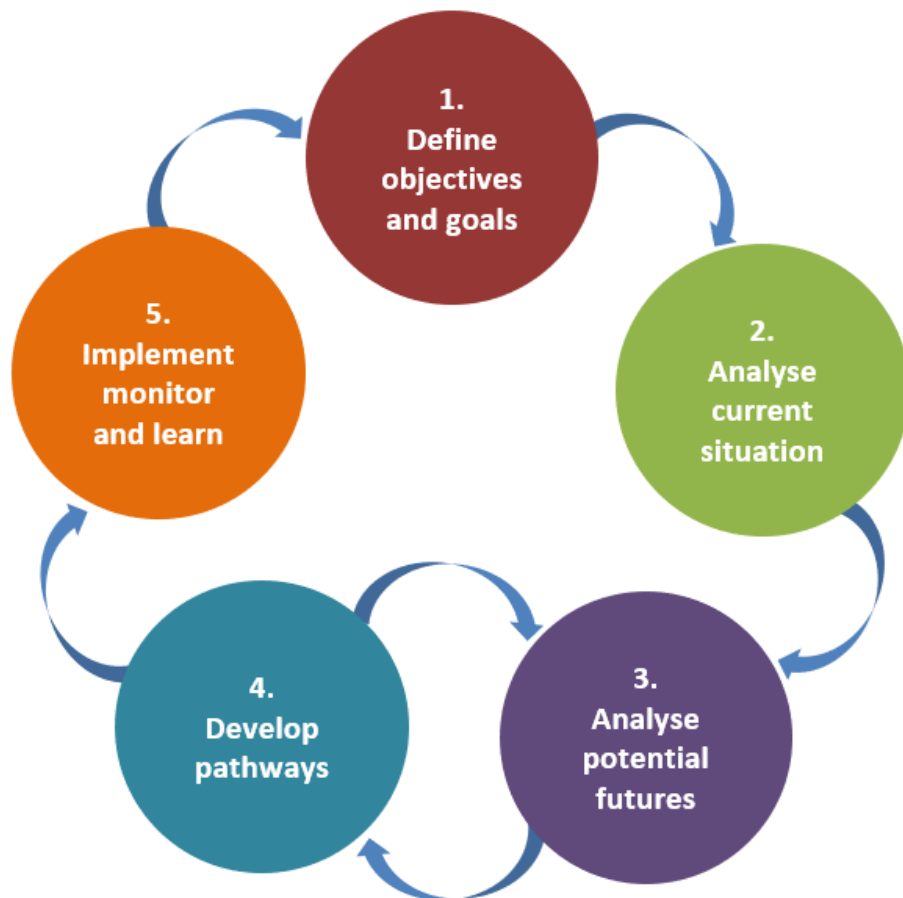 1.
Define
objectives
and goals
2.
Analyse
current
situation
3.
Analyse
potential
futures
4.
Develop
pathways
5.
Implement
monitor
and learn